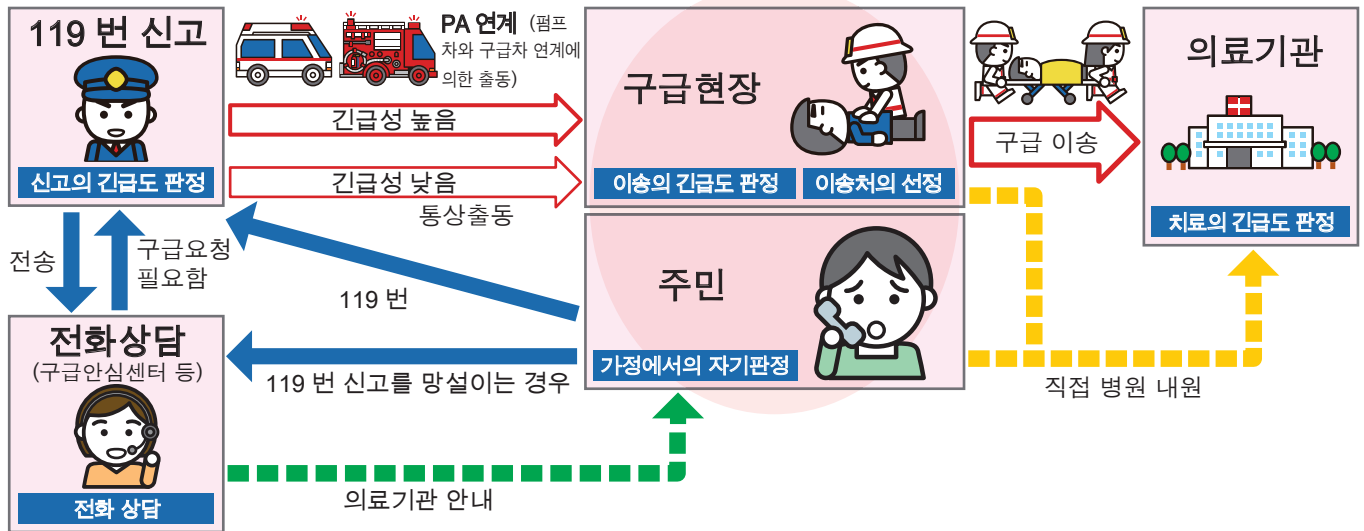 119 번 신고
신고의 긴급도 판정
PA 연계 (펌프
차와 구급차 연계에
의한 출동)
긴급성 높음
긴급성 낮음
통상출동
구급현장
이송의 긴급도 판정
이송처의 선정
구급 이송
의료기관
치료의 긴급도 판정
전송
구급요청
필요함
119 번
주민
가정에서의 자기판정
119 번 신고를 망설이는 경우
직접 병원 내원
전화상담
(구급안심센터 등)
전화 상담
의료기관 안내